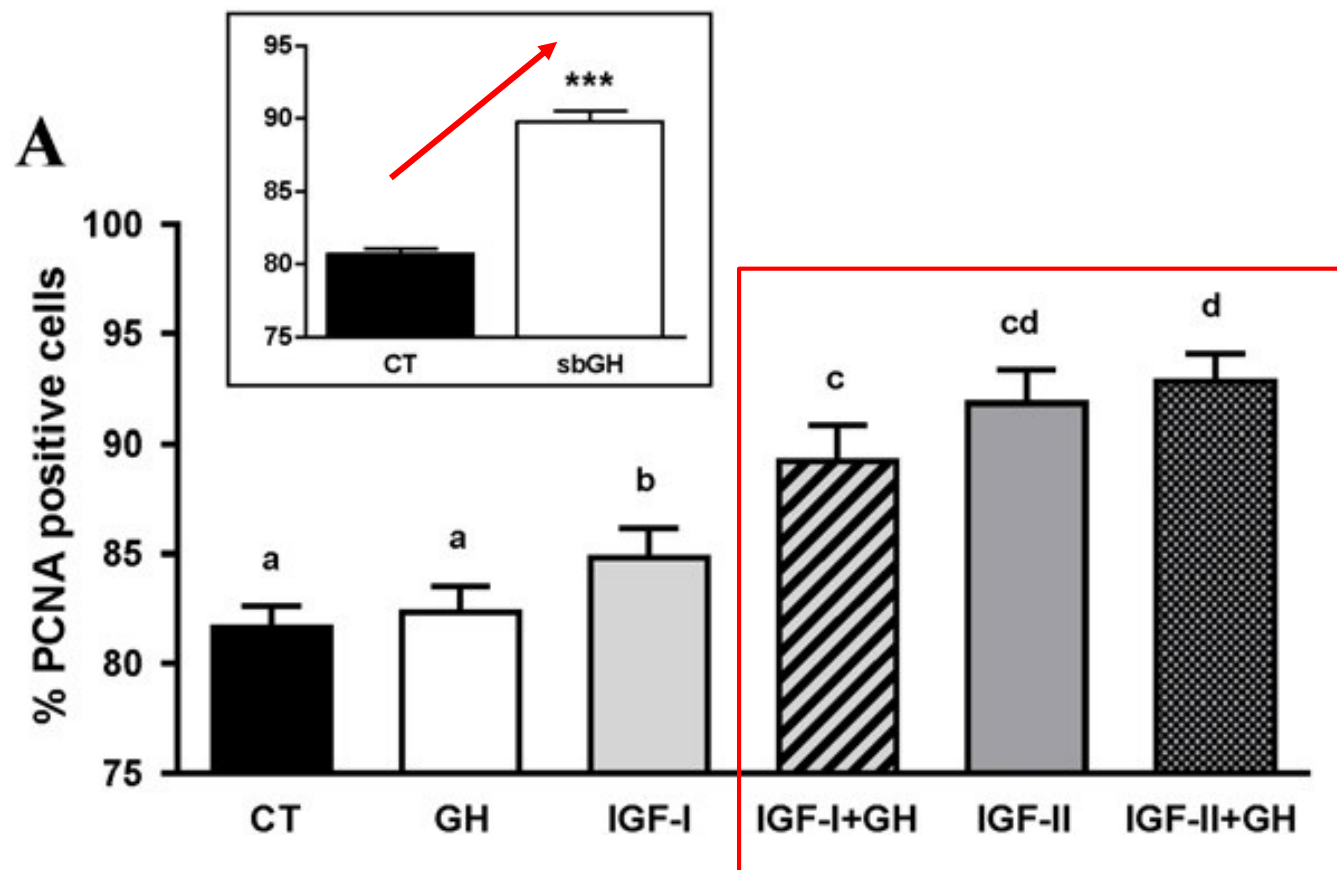 A
% PCNA positive cells
100
95
90
85
80
75
95
90
85
80
75
***
CT
sbGH
a
a
b
c
cd
d
CT
GH
IGF-I
IGF-I+GH
IGF-II
IGF-II+GH